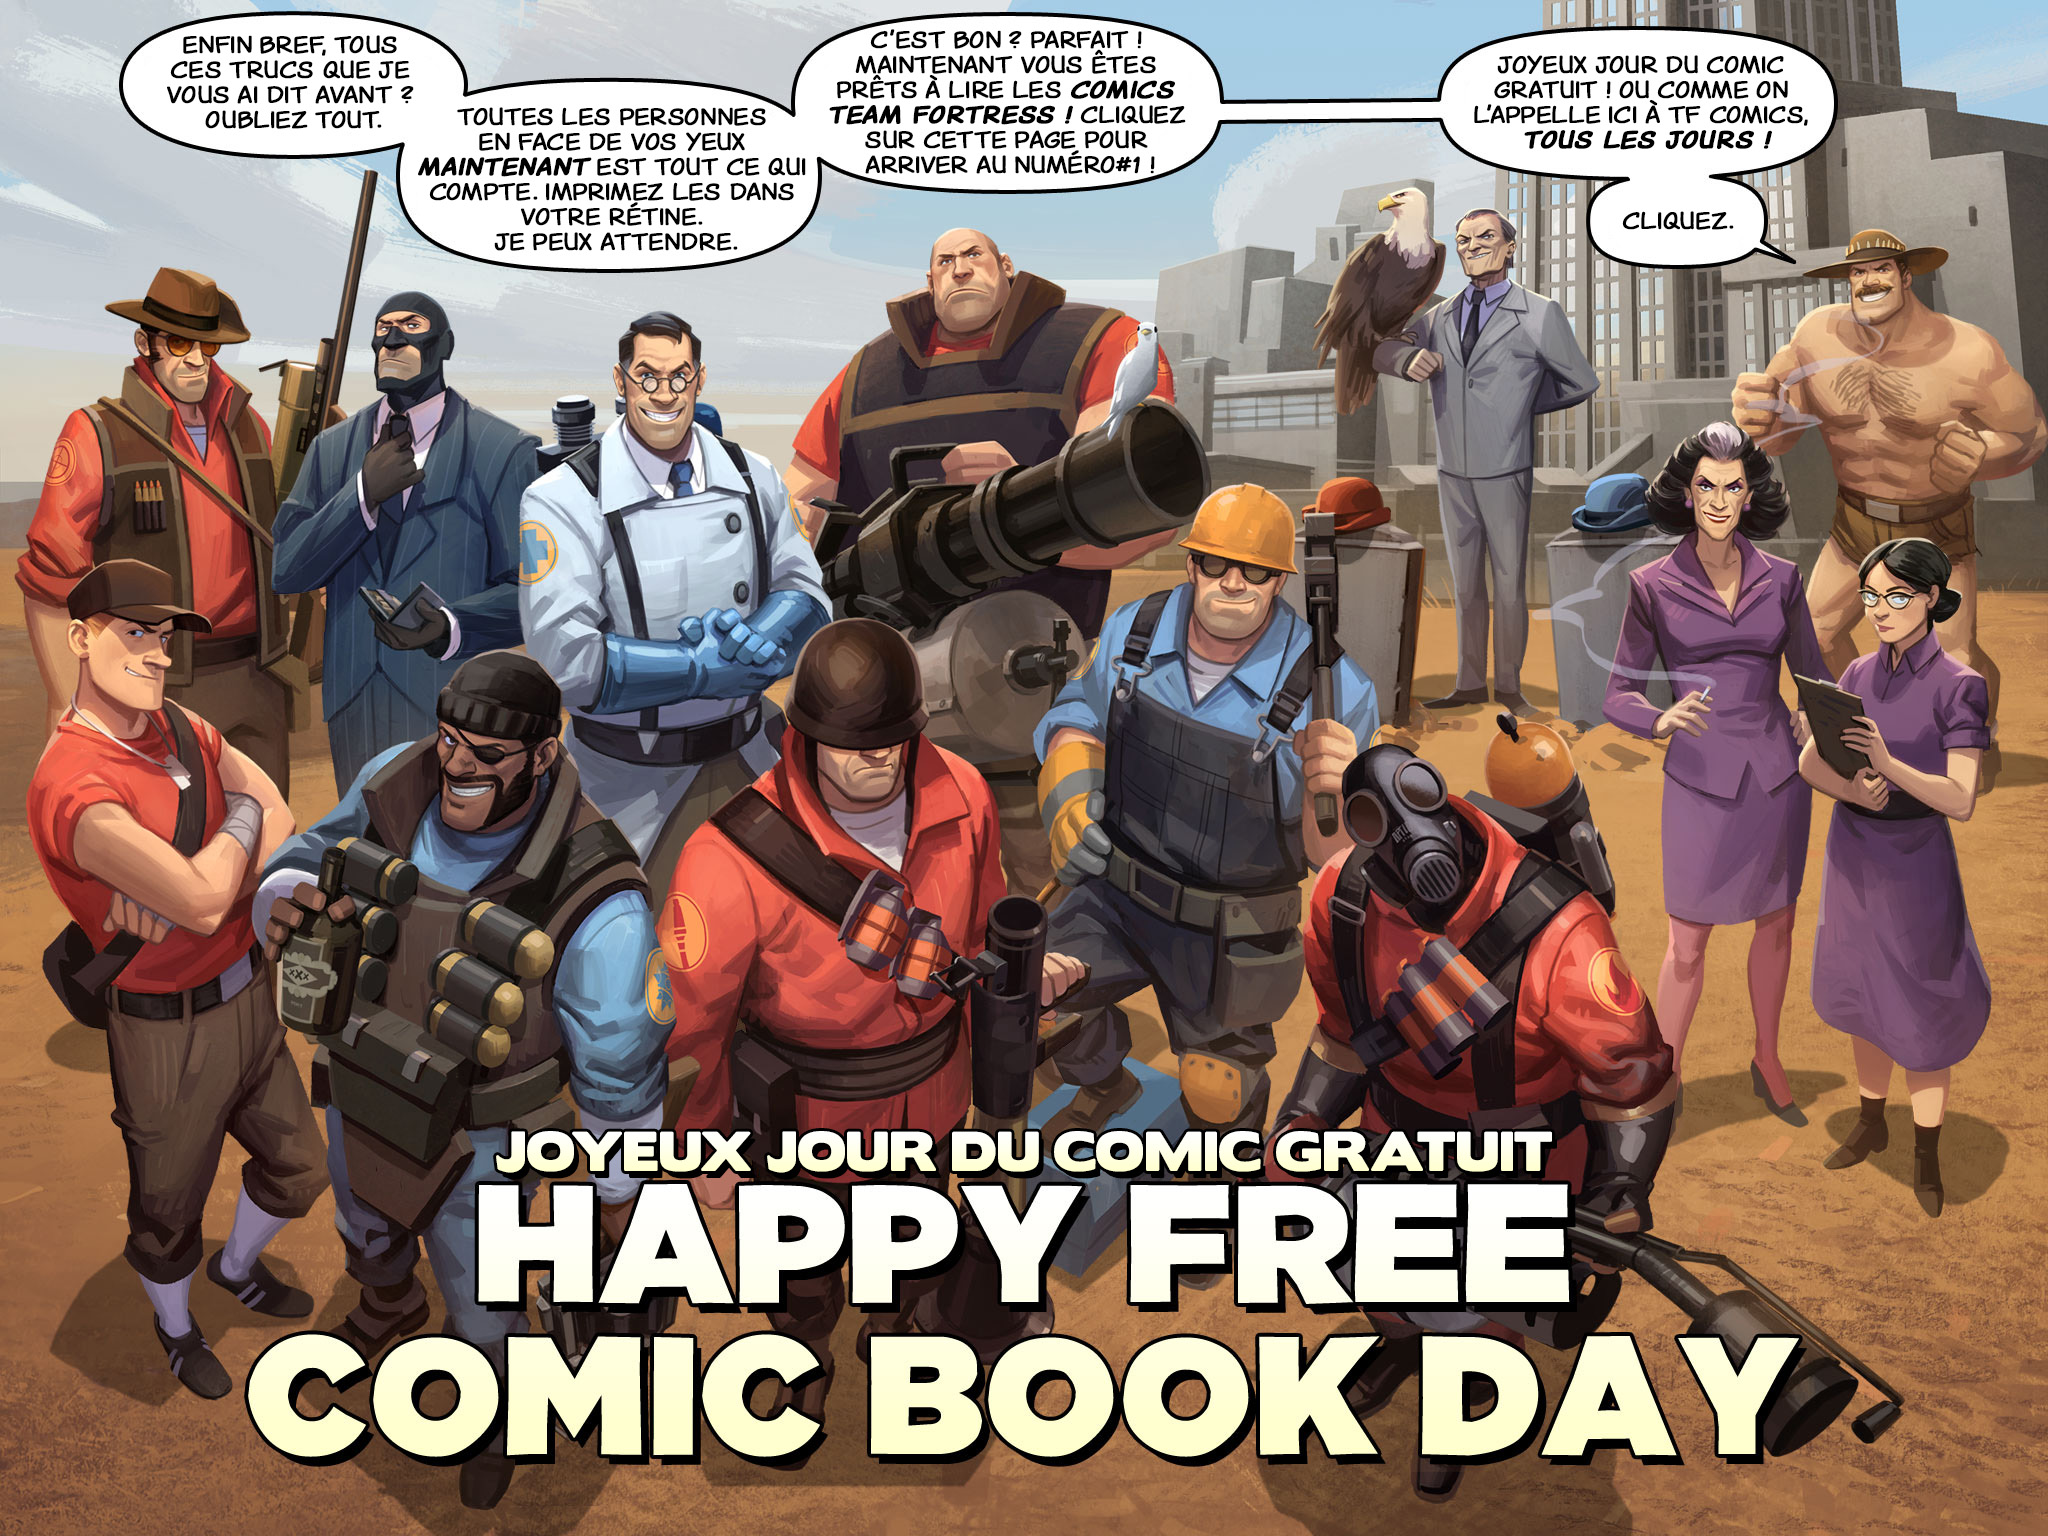 ENFIN BREF, TOUS
CES TRUCS QUE JE
VOUS AI DIT AVANT ?
OUBLIEZ TOUT.
TOUTES LES PERSONNES
EN FACE DE VOS YEUX
MAINTENANT EST TOUT CE QUI
COMPTE. IMPRIMEZ LES DANS
VOTRE RÉTINE.
JE PEUX ATTENDRE.
C'EST BON ? PARFAIT !
MAINTENANT VOUS ÊTES
PRÊTS À LIRE LES COMICS
TEAM FORTRESS ! CLIQUEZ
SUR CETTE PAGE POUR
ARRIVER AU NUMÉRO#1 !
JOYEUX JOUR DU COMIC
GRATUIT ! OU COMME ON
L'APPELLE ICI À TF COMICS,
TOUS LES JOURS !
CLIQUEZ.
XXX
JOYEUX JOUR DU COMIC GRATUIT
HAPPY FREE
COMIC BOOK DAY